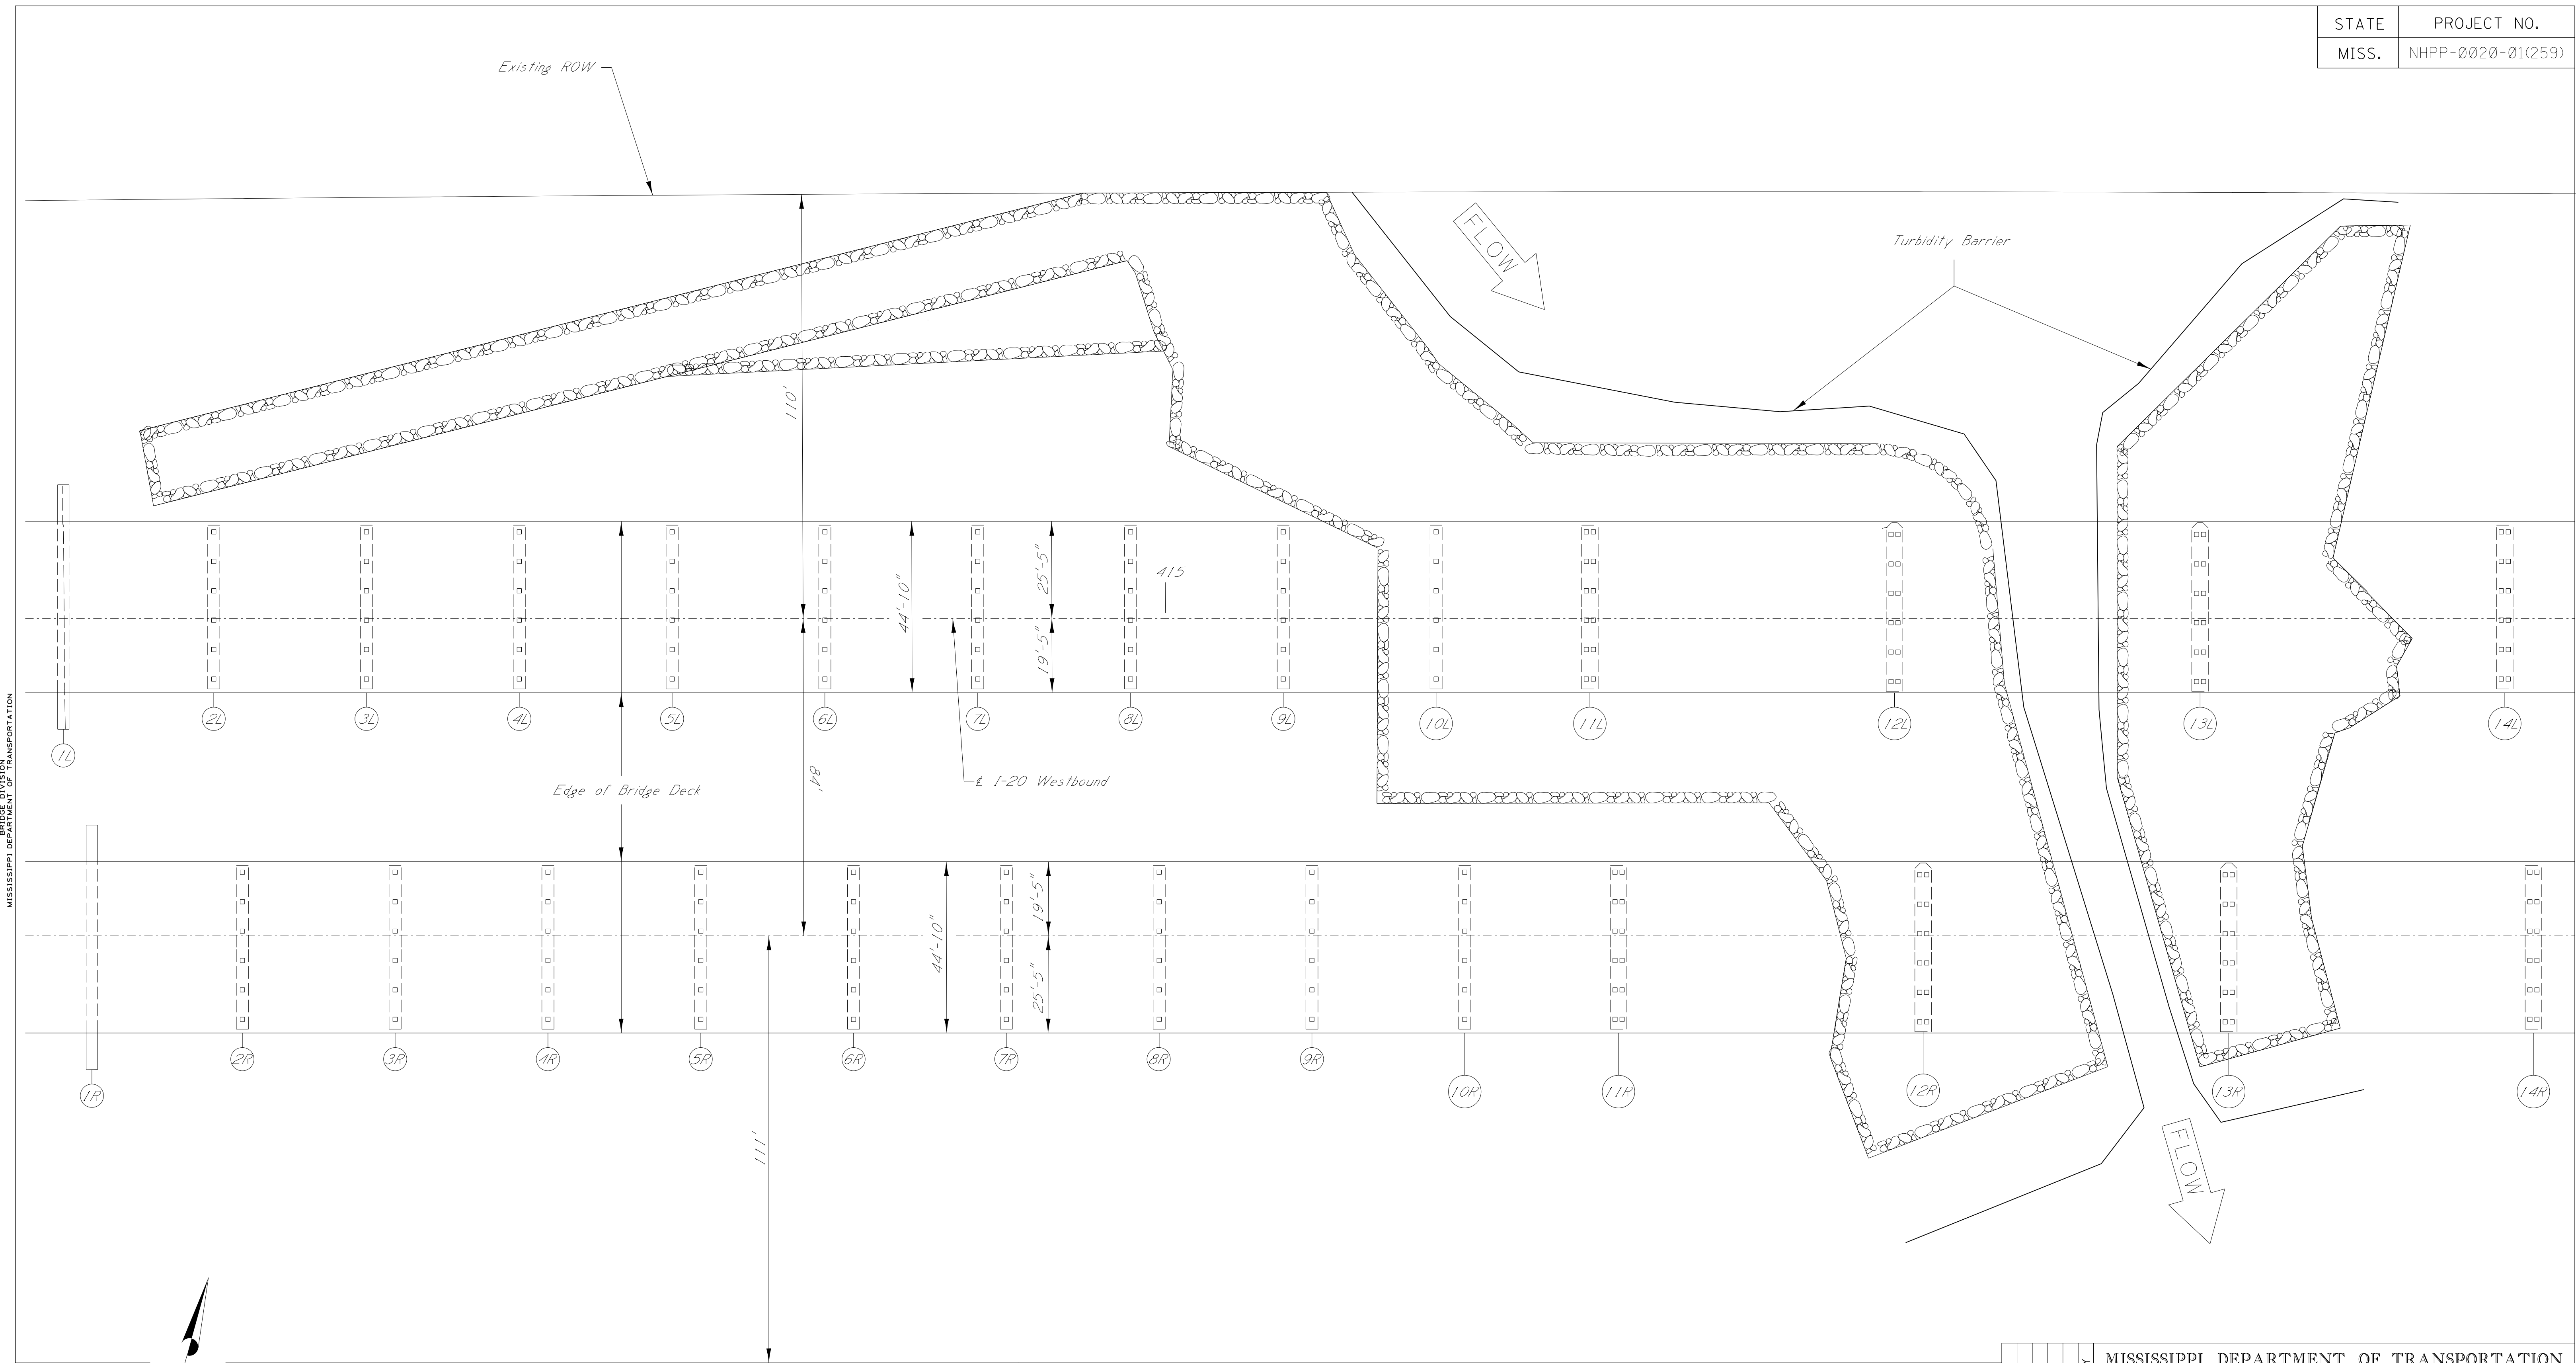 STATE PROJECT NO.
MISS. NHPP-0020-01(259)
Existing ROW
FLOW
Turbidity Barrier
110'
415
44'-10"
25'-5"
19'-5"
2L 3L 4L 5L 6L 7L 8L 9L 10L 11L 12L 13L 14L
1L
84'
℄ I-20 Westbound
Edge of Bridge Deck
BRIDGE DIVISION
MISSISSIPPI DEPARTMENT OF TRANSPORTATION
44'-10"
19'-5"
25'-5"
2R 3R 4R 5R 6R 7R 8R 9R 10R 11R 12R 13R 14R
1R
111'
FLOW
MISSISSIPPI DEPARTMENT OF TRANSPORTATION